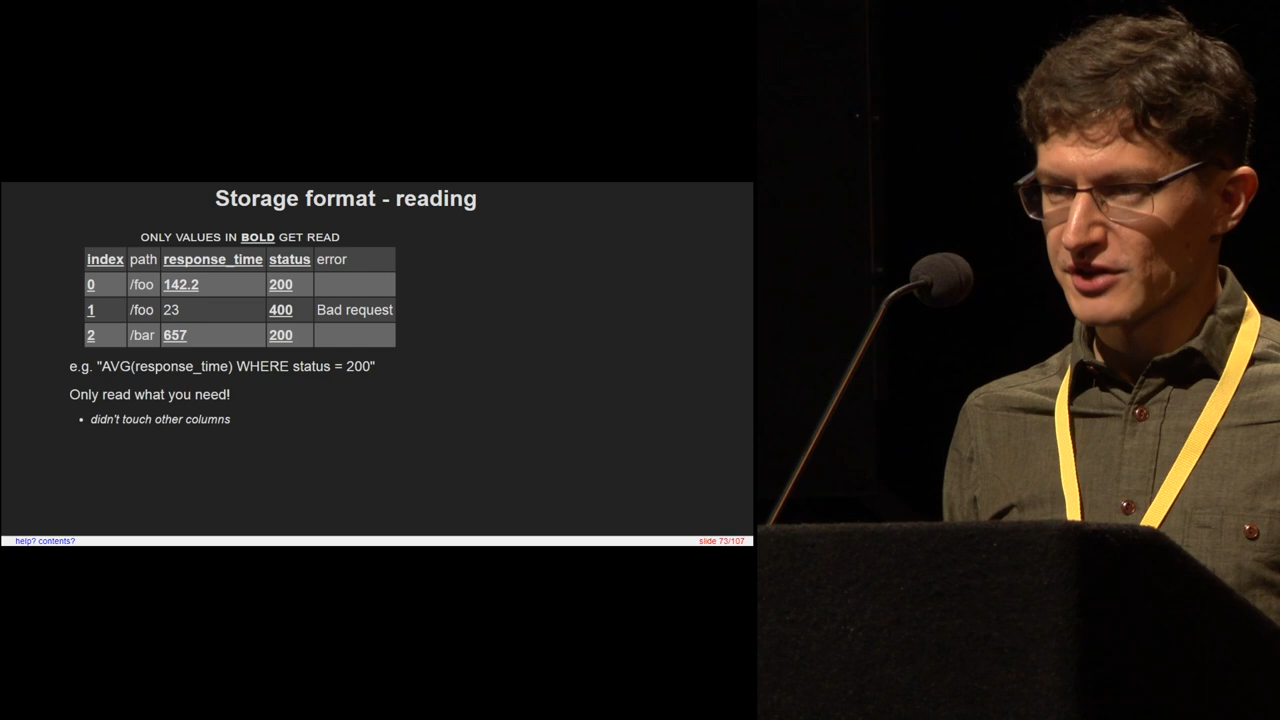 Storage format - reading
ONLY VALUES IN BOLD GET READ
index path response_time status error
0 /foo 142.2 200
1 /foo 23 400 Bad request
2 /bar 657 200
e.g. "AVG(response_time) WHERE status = 200"
Only read what you need!
• didn't touch other columns
help? contents?
slide 73/107